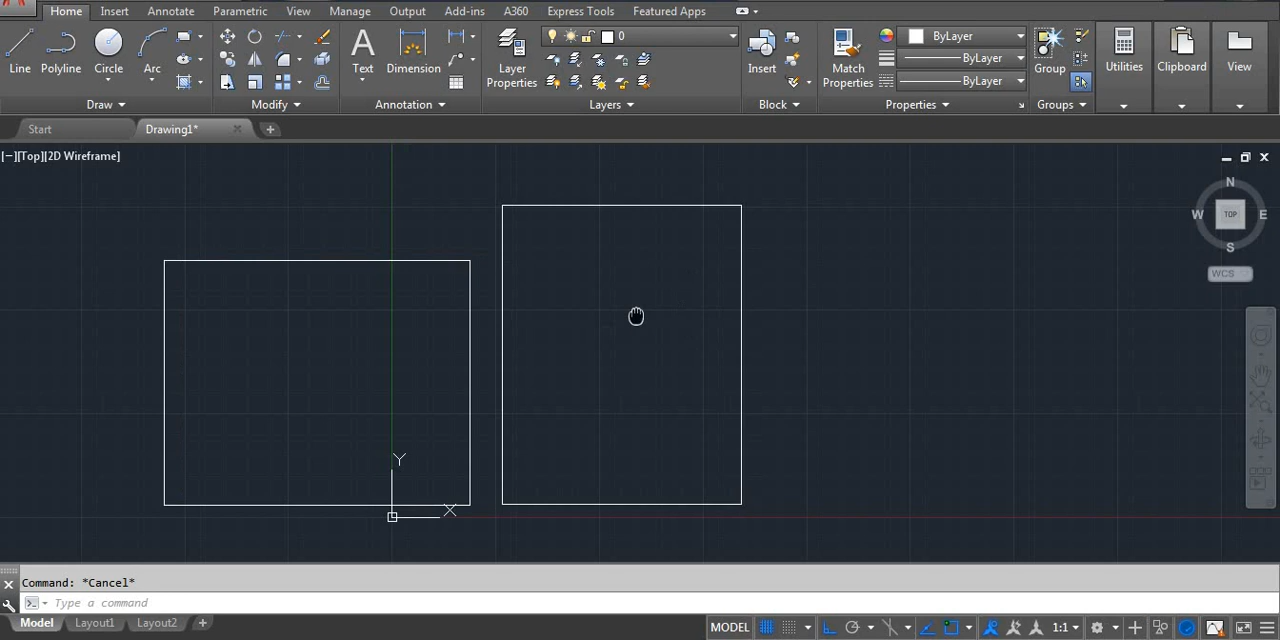 Home Insert Annotate Parametric View Manage Output Add-ins A360 Express Tools Featured Apps
Line Polyline Circle Arc
Draw
Modify
Text Dimension
Annotation
Layer Properties
0
Layers
Insert
Block
Match Properties
ByLayer
ByLayer
ByLayer
Properties
Group
Groups
Utilities
Clipboard
View
Start Drawing1*
[−][Top][2D Wireframe]
N
W TOP E
S
WCS
Y
X
Command: *Cancel*
Type a command
Model Layout1 Layout2
MODEL 1:1